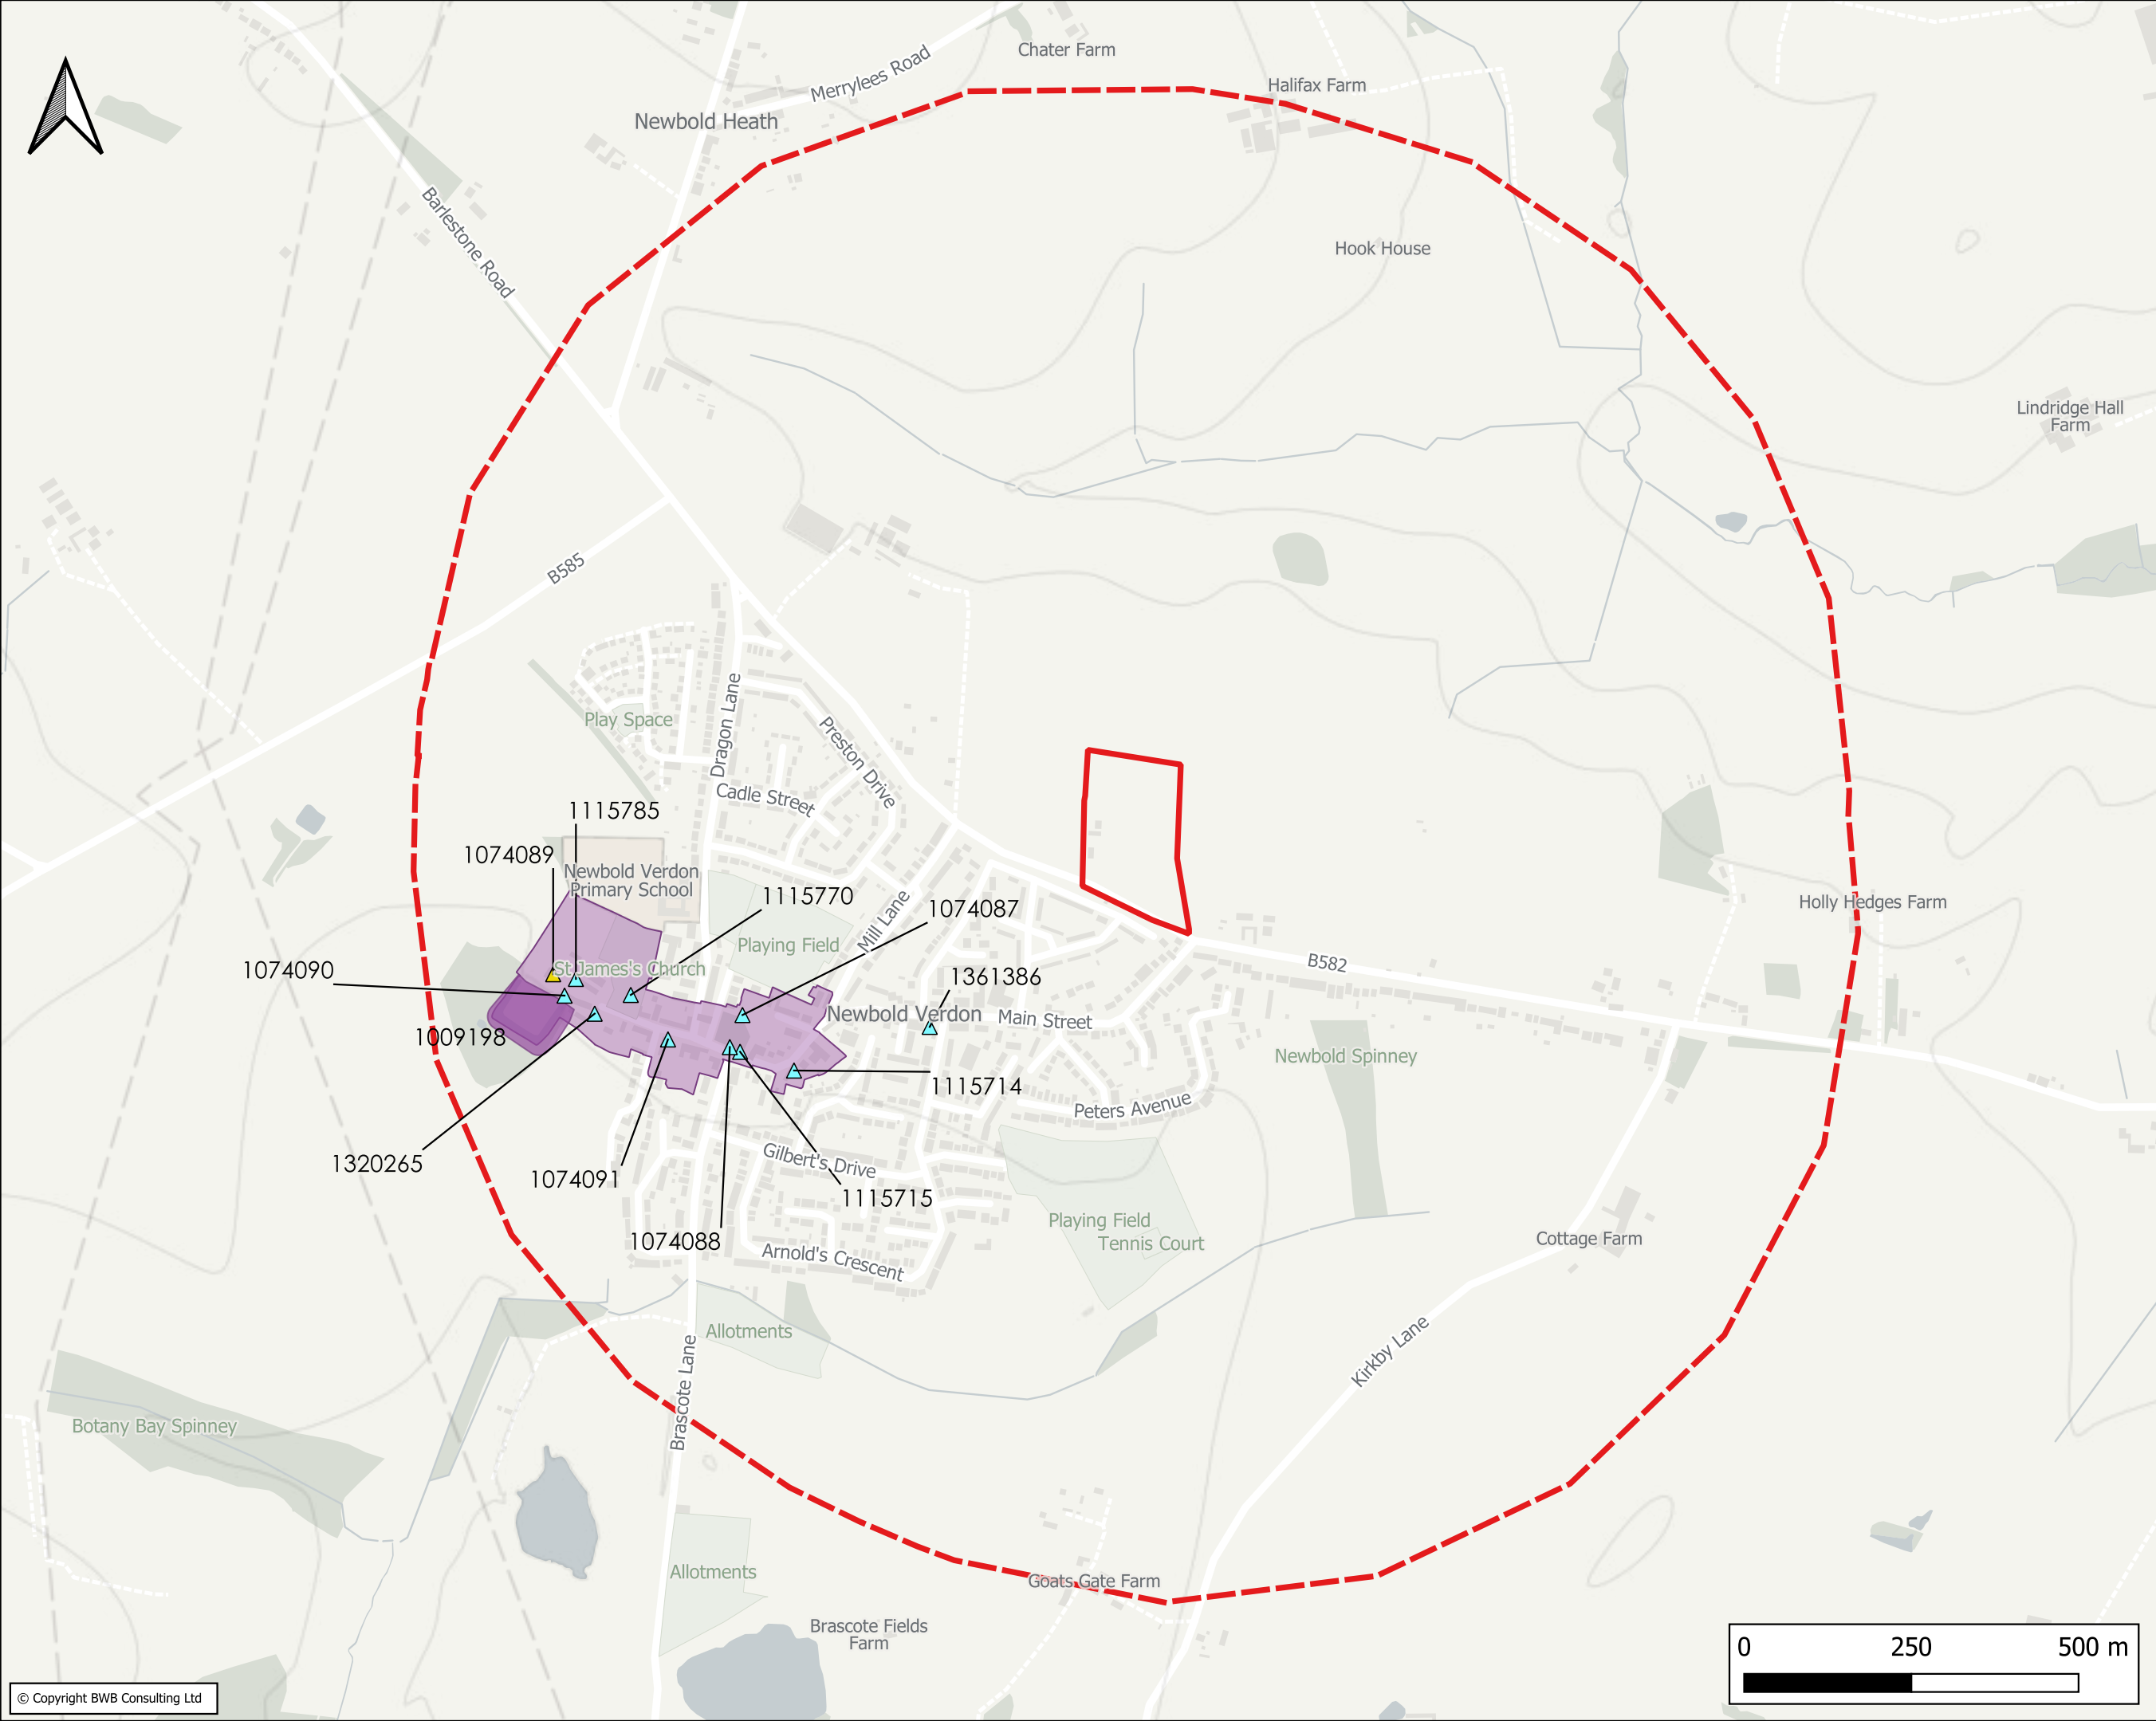 Chater Farm
Merrylees Road
Halifax Farm
Newbold Heath
Barlestone Road
Hook House
Lindridge Hall
Farm
B585
Play Space
Dragon Lane
Preston Drive
Cadle Street
1115785
1074089
Newbold Verdon
Primary School
1115770
1074087
Mill Lane
Holly Hedges Farm
Playing Field
B582
St James's Church
1074090
1361386
Newbold Verdon
Main Street
1009198
Newbold Spinney
1115714
Peters Avenue
Gilbert's Drive
1320265
1074091
1115715
Playing Field
Tennis Court
1074088
Arnold's Crescent
Cottage Farm
Allotments
Kirkby Lane
Brascote Lane
Botany Bay Spinney
Allotments
Goats Gate Farm
Brascote Fields
Farm
0 250 500 m
© Copyright BWB Consulting Ltd